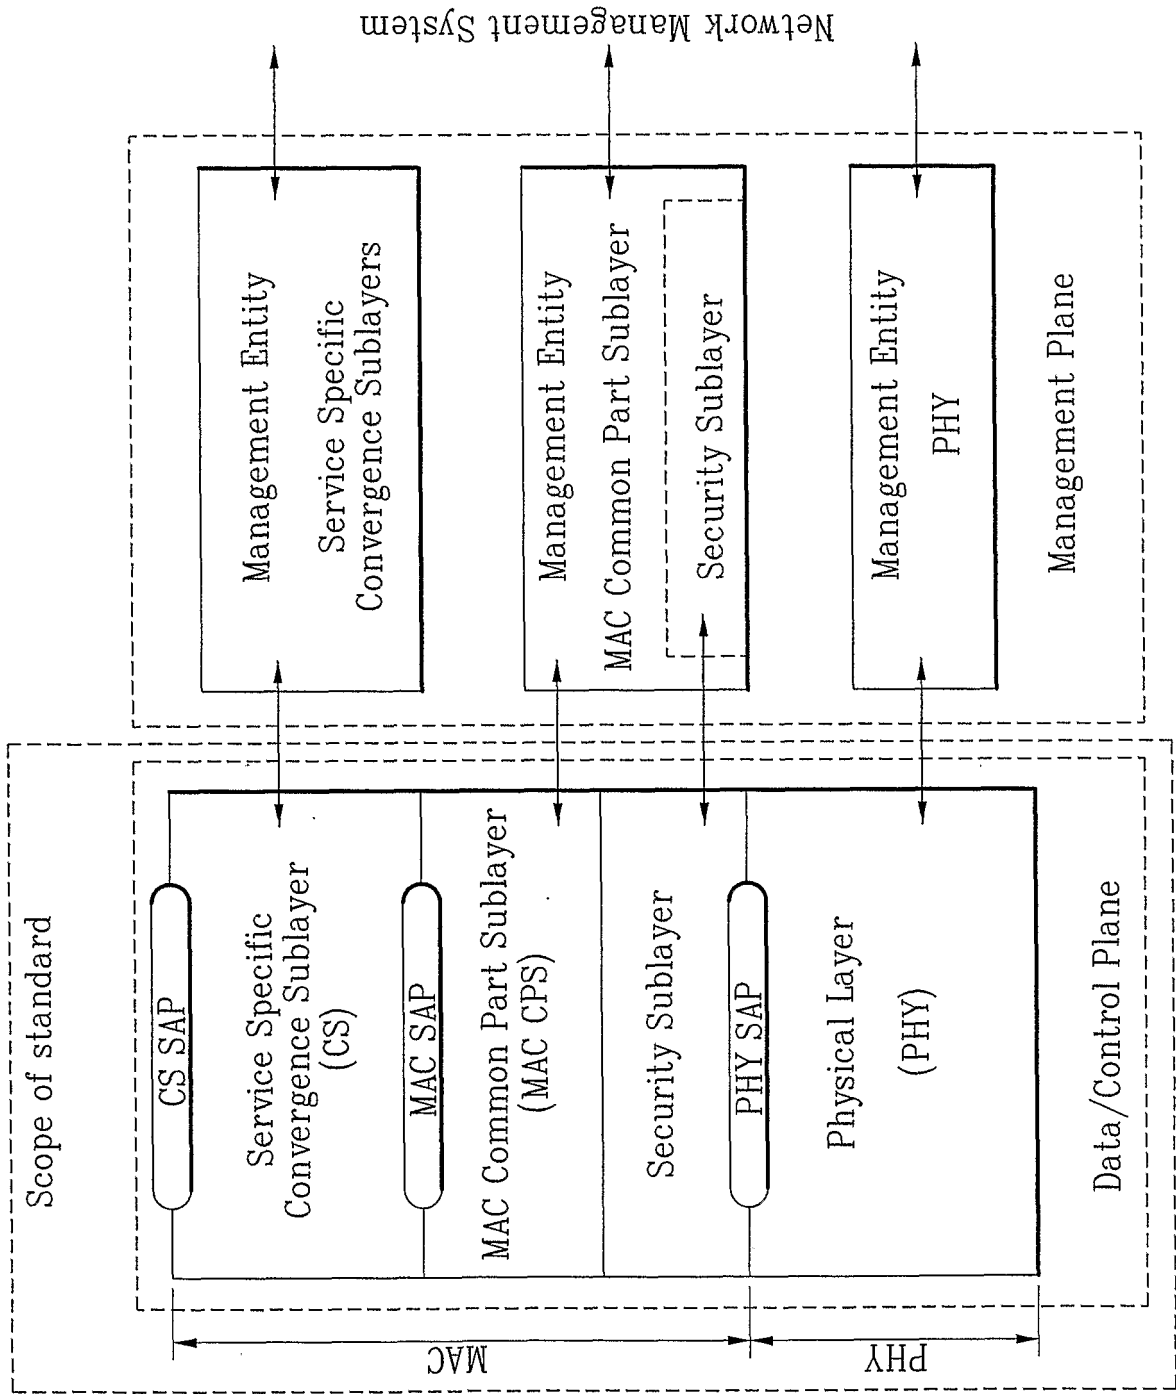 Scope of standard
CS SAP
Service Specific
Convergence Sublayer
(CS)
MAC SAP
MAC Common Part Sublayer
(MAC CPS)
Security Sublayer
PHY SAP
Physical Layer
(PHY)
Data/Control Plane
MAC
PHY
Management Entity
Service Specific
Convergence Sublayers
Management Entity
MAC Common Part Sublayer
Security Sublayer
Management Entity
PHY
Management Plane
Network Management System